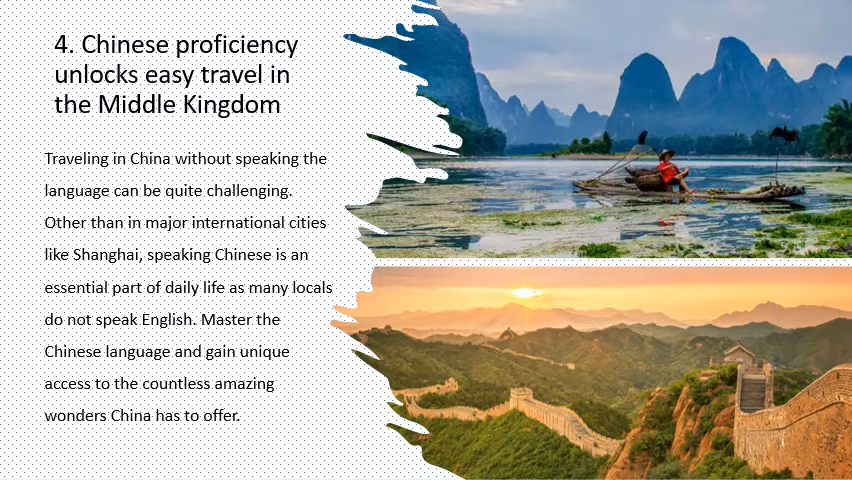 4. Chinese proficiency
unlocks easy travel in
the Middle Kingdom
Traveling in China without speaking the
language can be quite challenging.
Other than in major international cities
like Shanghai, speaking Chinese is an
essential part of daily life as many locals
do not speak English. Master the
Chinese language and gain unique
access to the countless amazing
wonders China has to offer.